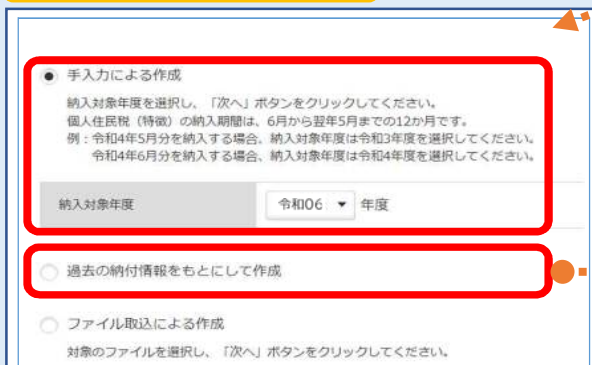 手入力による作成
納入対象年度を選択し、「次へ」ボタンをクリックしてください。
個人住民税（特徴）の納入期間は、6月から翌年5月までの12か月です。
例：令和4年5月分を納入する場合、納入対象年度は令和3年度を選択してください。
令和4年6月分を納入する場合、納入対象年度は令和4年度を選択してください。
納入対象年度 令和06 年度
過去の納付情報をもとにして作成
ファイル取込による作成
対象のファイルを選択し、「次へ」ボタンをクリックしてください。